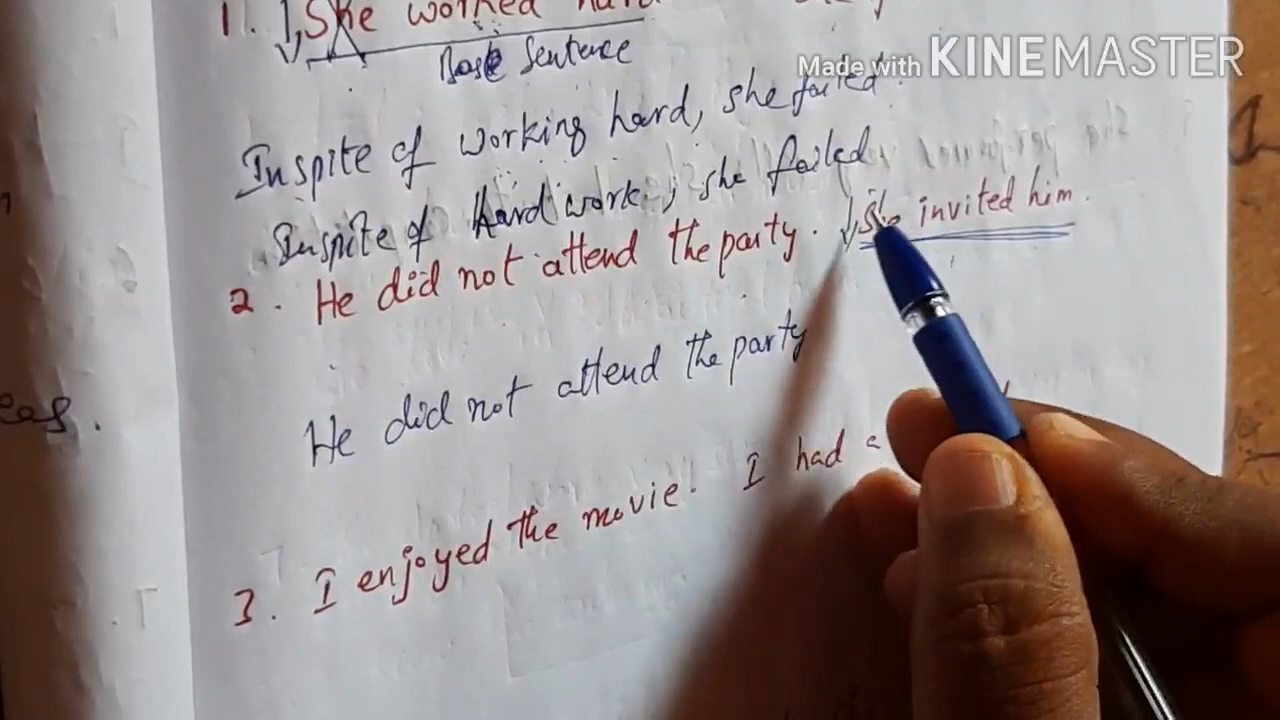 1. She worked
Base Sentence
Made with KINEMASTER
Inspite of working hard, she failed.
Inspite of hard work, she failed
2. He did not attend the party. She invited him.
He did not attend the party
3. I enjoyed the movie. I had a